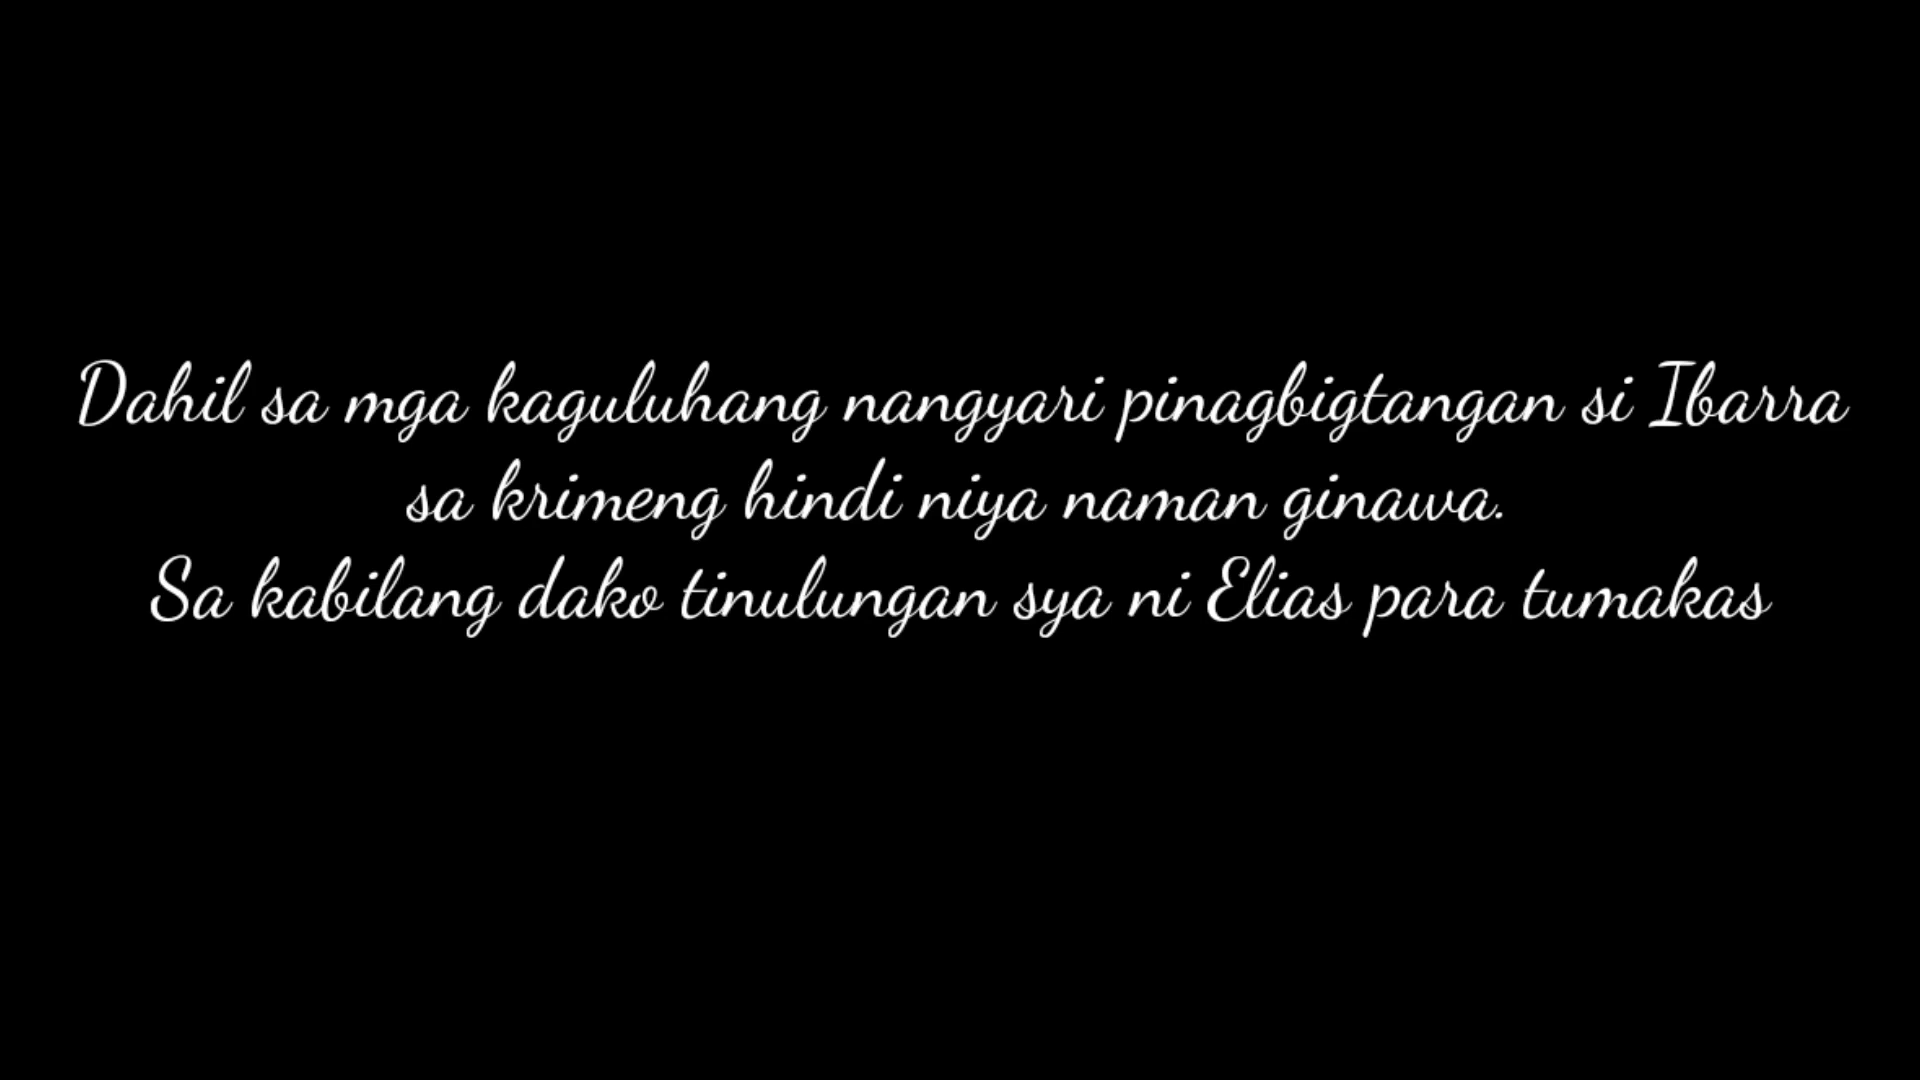 Dahil sa mga kaguluhang nangyari pinagbigtangan si Ibarra
sa krimeng hindi niya naman ginawa.
Sa kabilang dako tinulungan sya ni Elias para tumakas